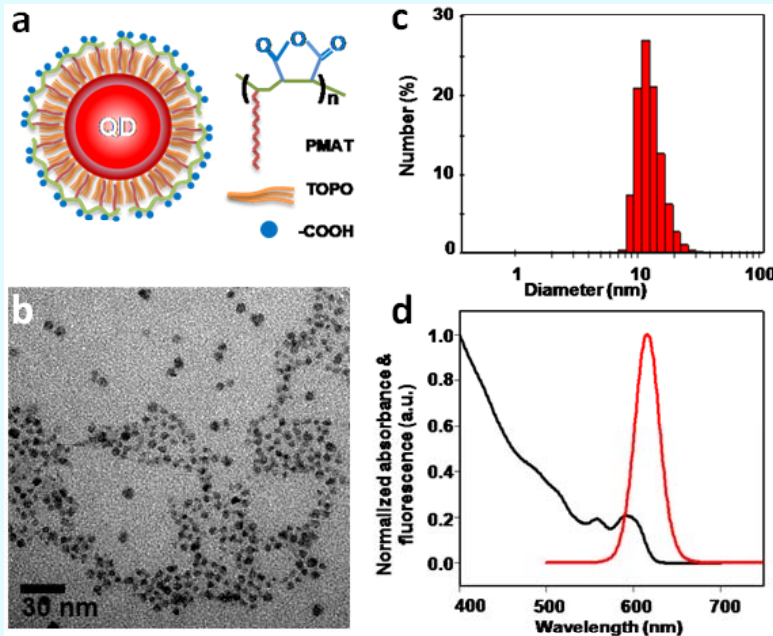 a
QD
O
O
O
( ) n
PMAT
TOPO
-COOH
b
30 nm
c
30
20
10
0
Number (%)
1
10
100
Diameter (nm)
d
1.0
0.8
0.6
0.4
0.2
0.0
Normalized absorbance &
fluorescence (a.u.)
400
500
600
700
Wavelength (nm)